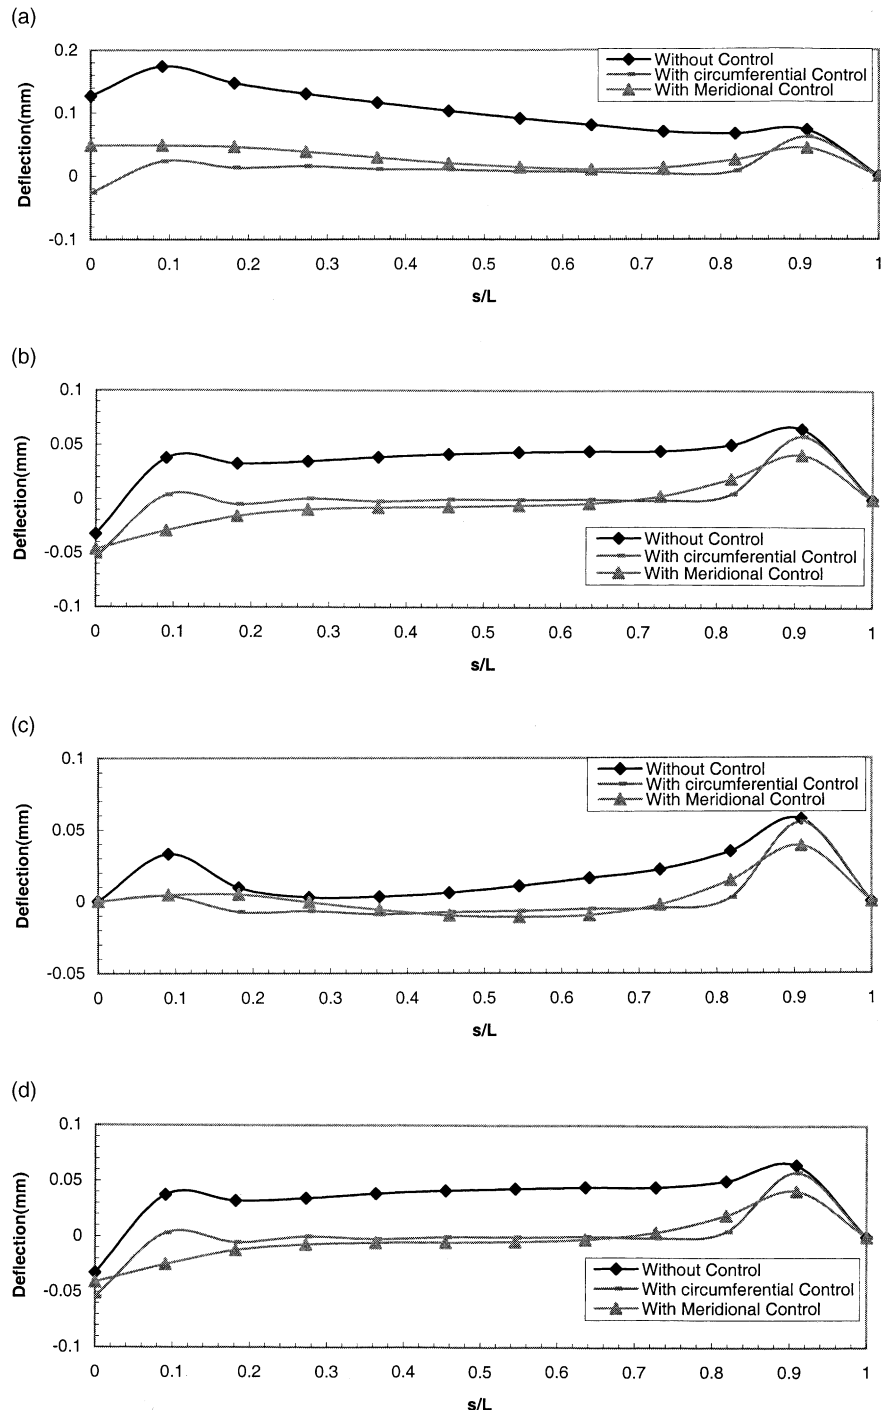 (a)
0.2
Without Control
With circumferential Control
With Meridional Control
0.1
0
-0.1
Deflection(mm)
0 0.1 0.2 0.3 0.4 0.5 0.6 0.7 0.8 0.9 1
s/L
(b)
0.1
0.05
0
-0.05
-0.1
Deflection(mm)
Without Control
With circumferential Control
With Meridional Control
0 0.1 0.2 0.3 0.4 0.5 0.6 0.7 0.8 0.9 1
s/L
(c)
0.1
Without Control
With circumferential Control
With Meridional Control
0.05
0
-0.05
Deflection(mm)
0 0.1 0.2 0.3 0.4 0.5 0.6 0.7 0.8 0.9 1
s/L
(d)
0.1
0.05
0
-0.05
-0.1
Deflection(mm)
Without Control
With circumferential Control
With Meridional Control
0 0.1 0.2 0.3 0.4 0.5 0.6 0.7 0.8 0.9 1
s/L